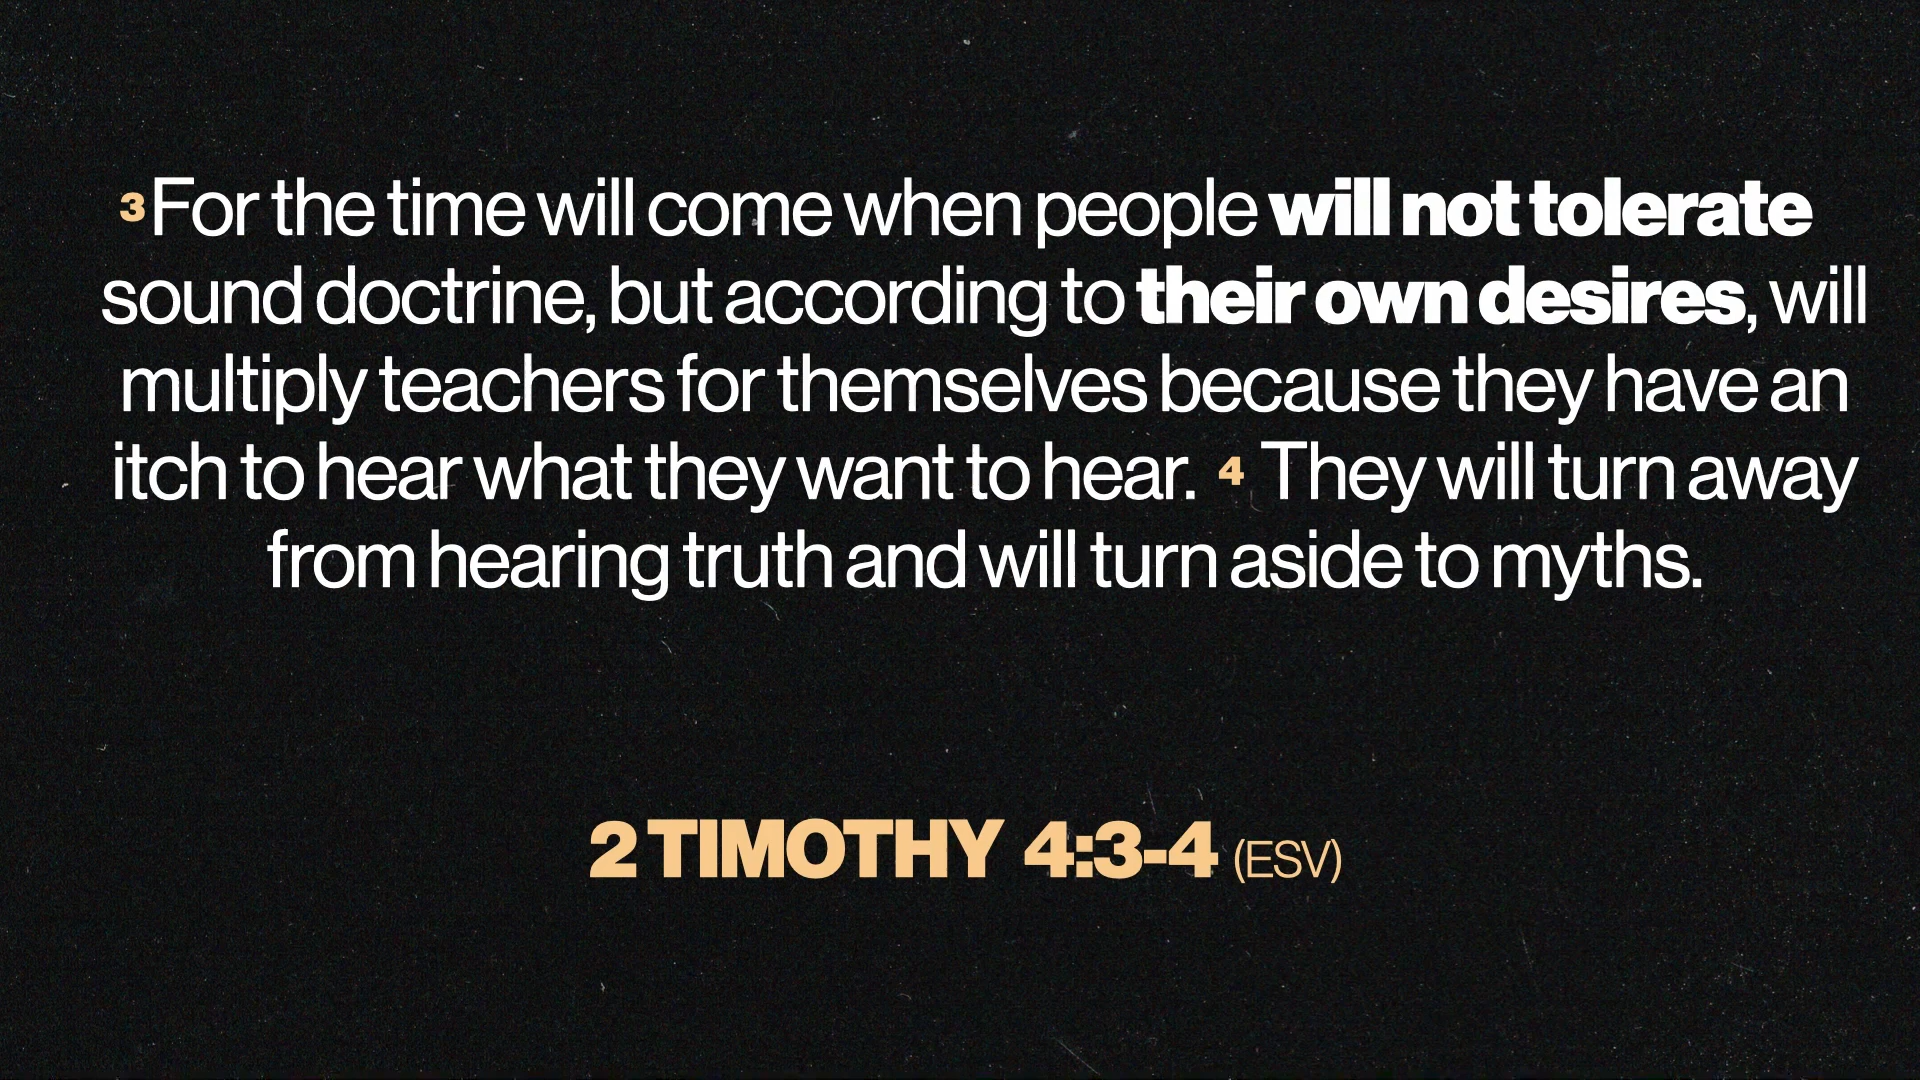 3 For the time will come when people will not tolerate
sound doctrine, but according to their own desires, will
multiply teachers for themselves because they have an
itch to hear what they want to hear. 4 They will turn away
from hearing truth and will turn aside to myths.
2 TIMOTHY 4:3-4 (ESV)